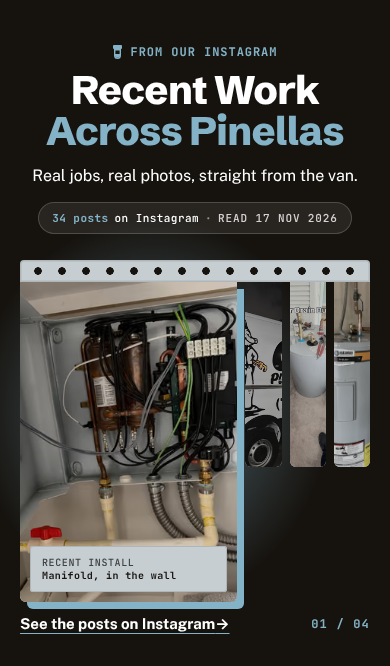 FROM OUR INSTAGRAM
Recent Work
Across Pinellas
Real jobs, real photos, straight from the van.
34 posts on Instagram · READ 17 NOV 2026
RECENT INSTALL
Manifold, in the wall
See the posts on Instagram→
01 / 04